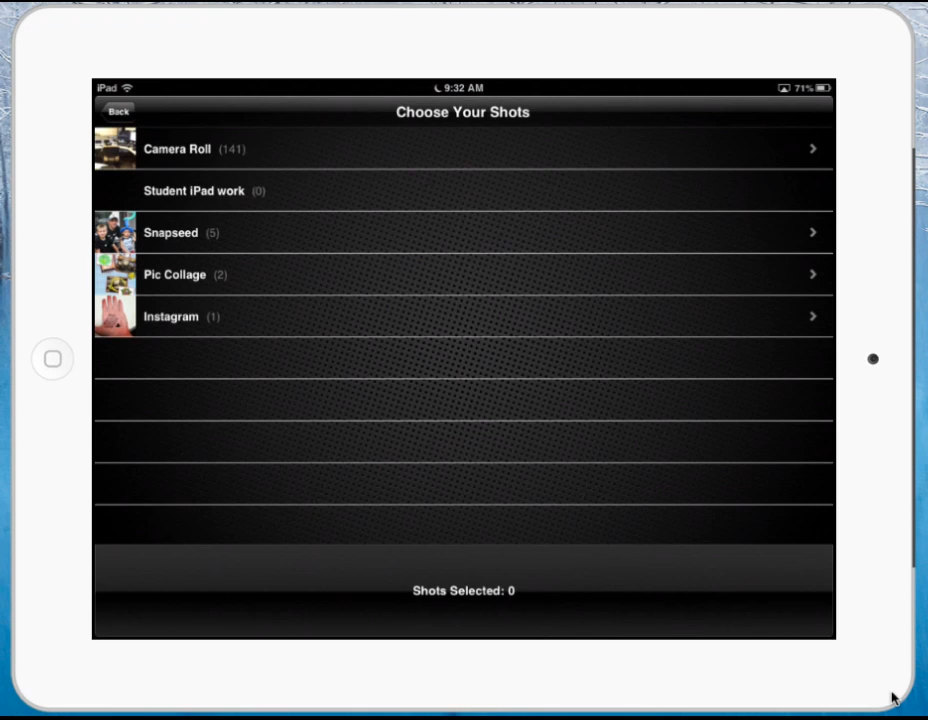 iPad 9:32 AM 71%
Back Choose Your Shots
Camera Roll (141)
Student iPad work (0)
Snapseed (5)
Pic Collage (2)
Instagram (1)
Shots Selected: 0